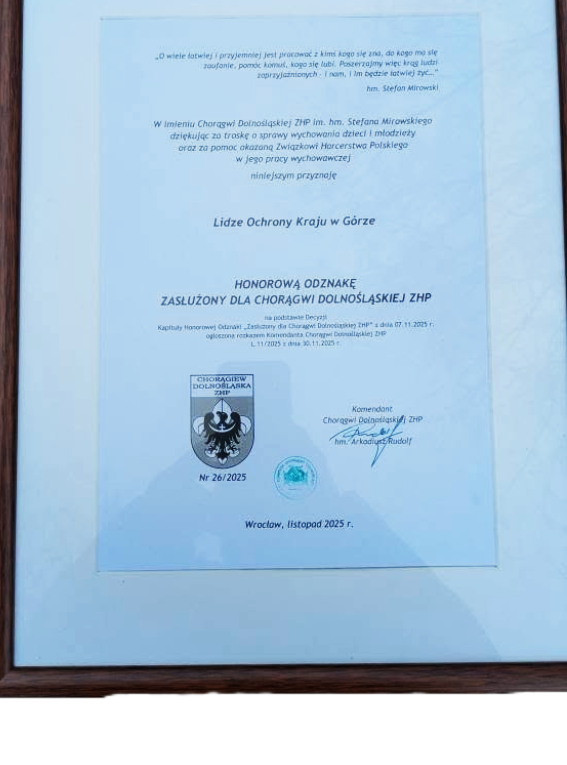 „O wiele łatwiej i przyjemniej jest pracować z kimś kogo się zna, do kogo ma się
zaufanie, pomóc komuś, kogo się lubi. Poszerzajmy więc krąg ludzi
zaprzyjaźnionych - i nam, i im będzie łatwiej żyć…”
hm. Stefan Mirowski
W imieniu Chorągwi Dolnośląskiej ZHP im. hm. Stefana Mirowskiego
dziękując za troskę o sprawy wychowania dzieci i młodzieży
oraz za pomoc okazaną Związkowi Harcerstwa Polskiego
w jego pracy wychowawczej
niniejszym przyznaję
Lidze Ochrony Kraju w Górze
HONOROWĄ ODZNAKĘ
ZASŁUŻONY DLA CHORĄGWI DOLNOŚLĄSKIEJ ZHP
na podstawie Decyzji
Kapituły Honorowej Odznaki „Zasłużony dla Chorągwi Dolnośląskiej ZHP” z dnia 07.11.2025 r.
ogłoszona rozkazem Komendanta Chorągwi Dolnośląskiej ZHP
L.11/2025 z dnia 30.11.2025 r.
CHORĄGIEW
DOLNOŚLĄSKA
ZHP
Nr 26/2025
Komendant
Chorągwi Dolnośląskiej ZHP
hm. Arkadiusz Rudolf
Wrocław, listopad 2025 r.